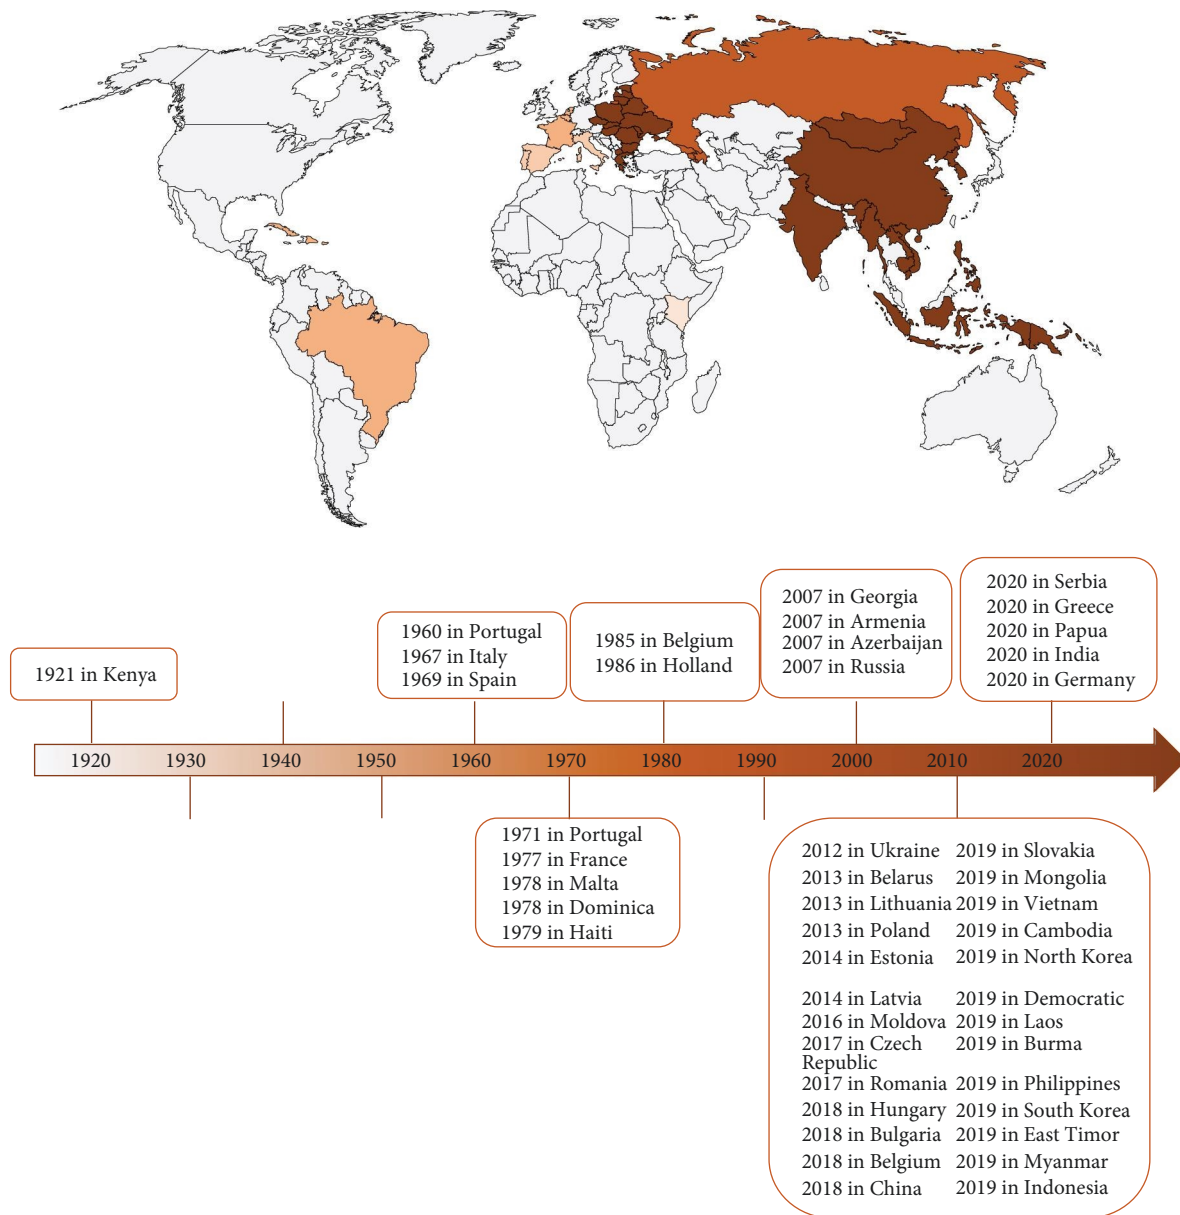 1921 in Kenya
1960 in Portugal
1967 in Italy
1969 in Spain
1985 in Belgium
1986 in Holland
2007 in Georgia
2007 in Armenia
2007 in Azerbaijan
2007 in Russia
2020 in Serbia
2020 in Greece
2020 in Papua
2020 in India
2020 in Germany
1920 1930 1940 1950 1960 1970 1980 1990 2000 2010 2020
1971 in Portugal
1977 in France
1978 in Malta
1978 in Dominica
1979 in Haiti
2012 in Ukraine
2013 in Belarus
2013 in Lithuania
2013 in Poland
2014 in Estonia
2014 in Latvia
2016 in Moldova
2017 in Czech
Republic
2017 in Romania
2018 in Hungary
2018 in Bulgaria
2018 in Belgium
2018 in China
2019 in Slovakia
2019 in Mongolia
2019 in Vietnam
2019 in Cambodia
2019 in North Korea
2019 in Democratic
2019 in Laos
2019 in Burma
2019 in Philippines
2019 in South Korea
2019 in East Timor
2019 in Myanmar
2019 in Indonesia